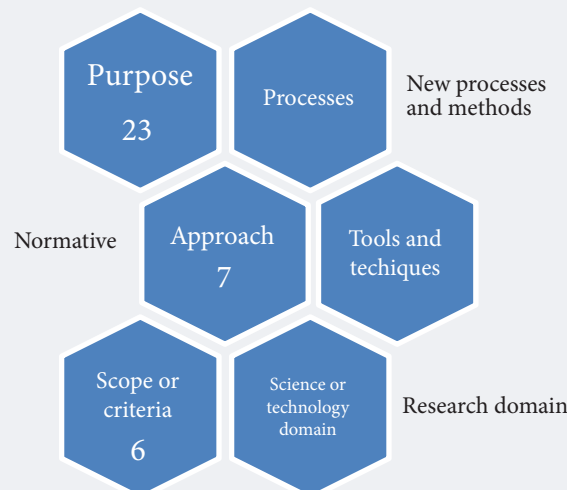 Purpose
23
Processes
New processes
and methods
Normative
Approach
7
Tools and
techiques
Scope or
criteria
6
Science or
technology
domain
Research domain